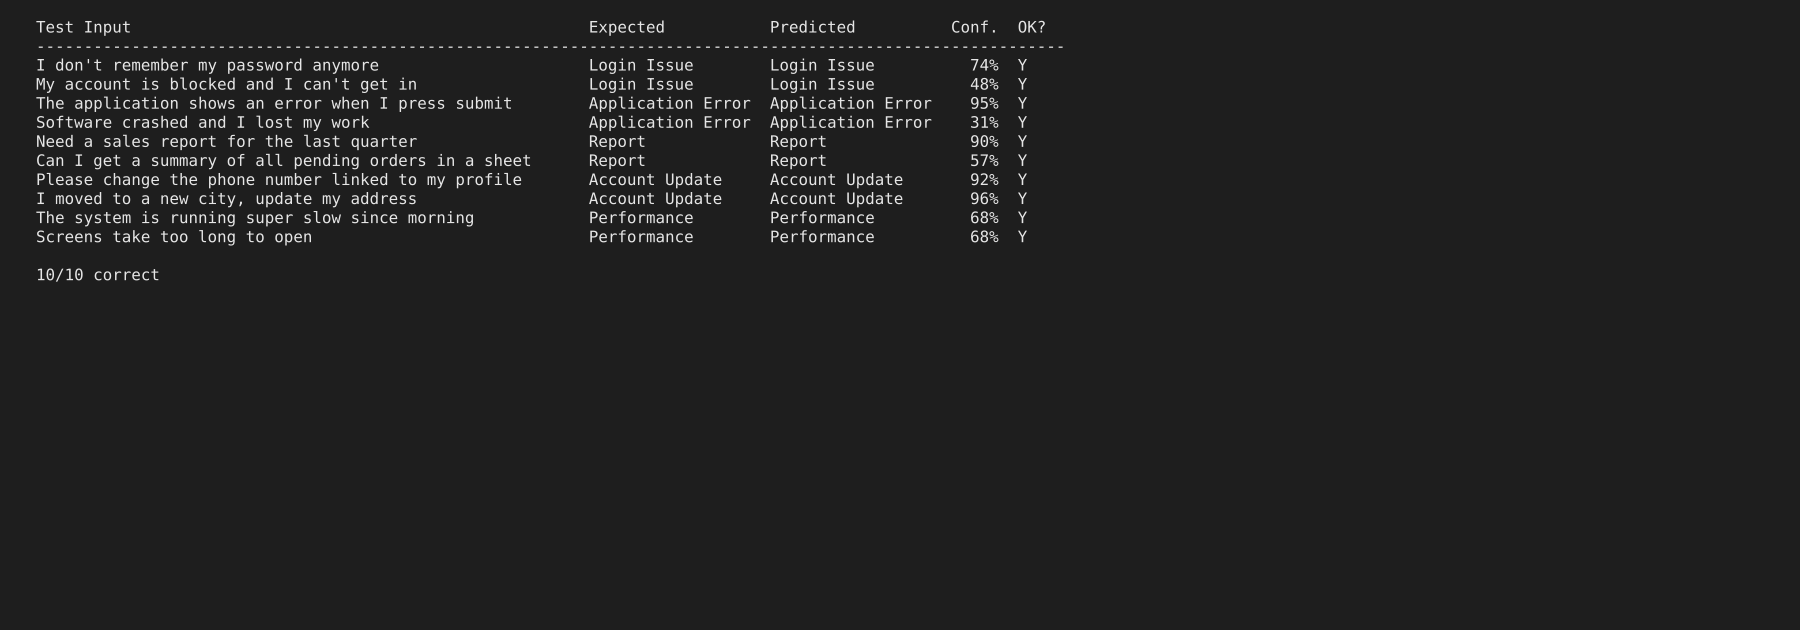 Test Input Expected Predicted Conf. OK?
------------------------------------------------------------------------------------------------------------
I don't remember my password anymore Login Issue Login Issue 74% Y
My account is blocked and I can't get in Login Issue Login Issue 48% Y
The application shows an error when I press submit Application Error Application Error 95% Y
Software crashed and I lost my work Application Error Application Error 31% Y
Need a sales report for the last quarter Report Report 90% Y
Can I get a summary of all pending orders in a sheet Report Report 57% Y
Please change the phone number linked to my profile Account Update Account Update 92% Y
I moved to a new city, update my address Account Update Account Update 96% Y
The system is running super slow since morning Performance Performance 68% Y
Screens take too long to open Performance Performance 68% Y
10/10 correct